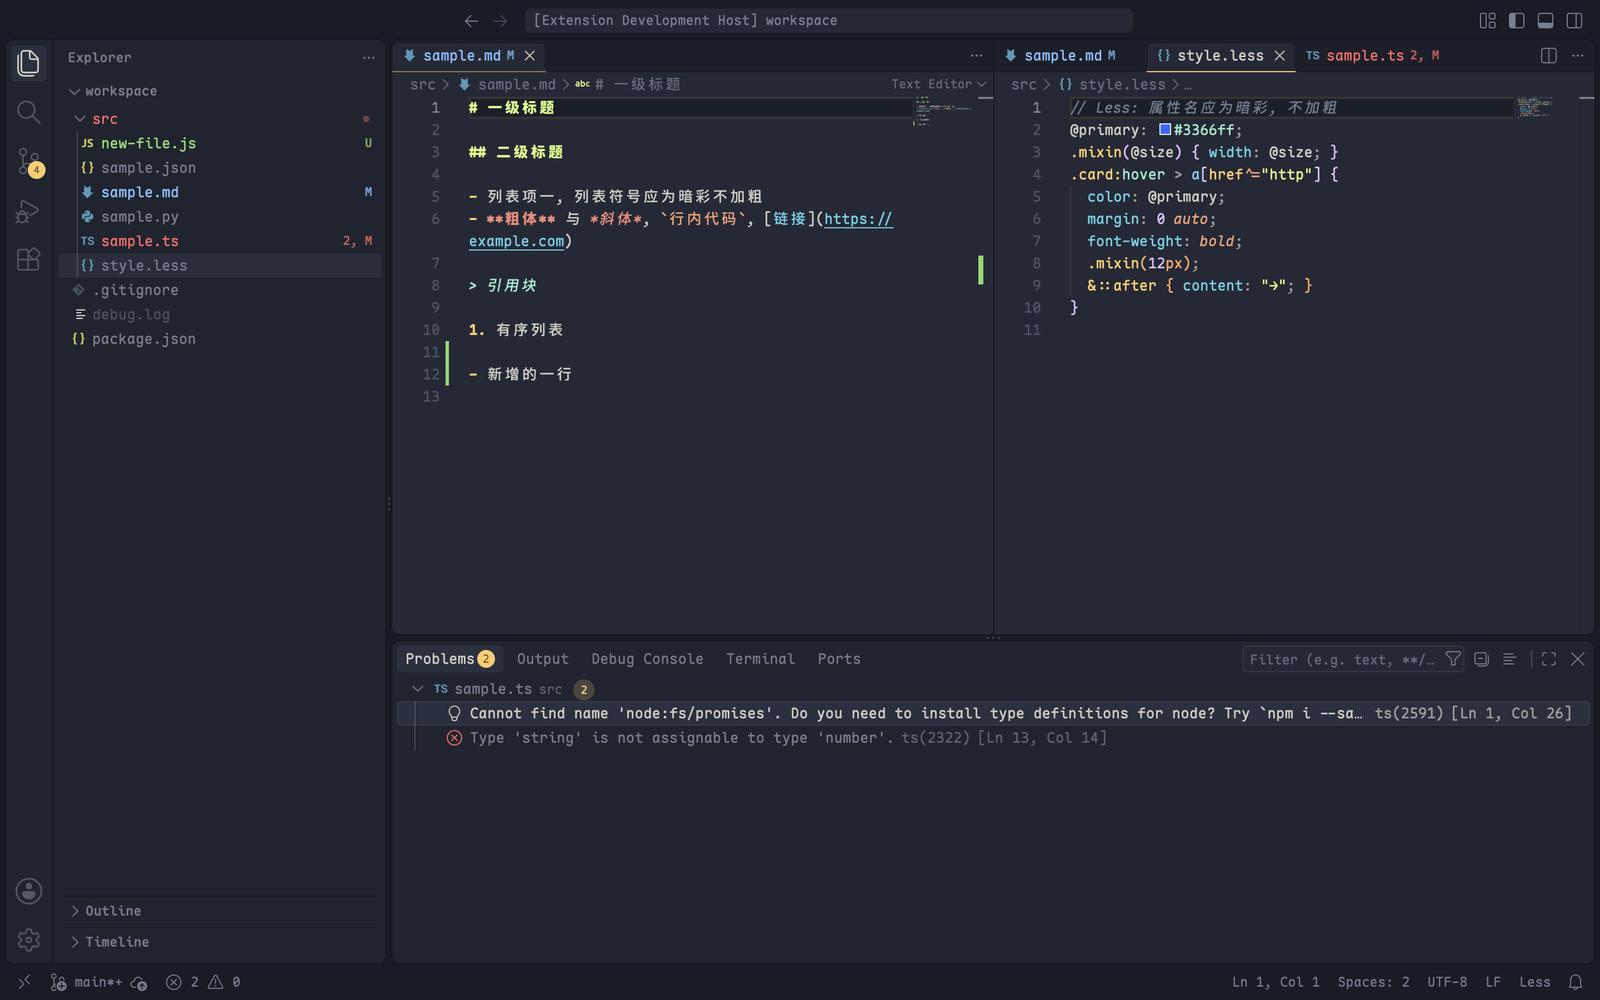 [Extension Development Host] workspace
Explorer
workspace
src
JS new-file.js U
{} sample.json
sample.md M
sample.py
TS sample.ts 2, M
{} style.less
.gitignore
debug.log
{} package.json
Outline
Timeline
4
sample.md M
src > sample.md > abc # 一级标题
Text Editor
1 # 一级标题
2
3 ## 二级标题
4
5 - 列表项一, 列表符号应为暗彩不加粗
6 - **粗体** 与 *斜体*, `行内代码`, [链接](https://
example.com)
7
8 > 引用块
9
10 1. 有序列表
11
12 - 新增的一行
13
sample.md M
{} style.less
TS sample.ts 2, M
src > {} style.less > …
1 // Less: 属性名应为暗彩, 不加粗
2 @primary: #3366ff;
3 .mixin(@size) { width: @size; }
4 .card:hover > a[href^="http"] {
5 color: @primary;
6 margin: 0 auto;
7 font-weight: bold;
8 .mixin(12px);
9 &::after { content: "→"; }
10 }
11
Problems 2
Output
Debug Console
Terminal
Ports
Filter (e.g. text, **/…
TS sample.ts src 2
Cannot find name 'node:fs/promises'. Do you need to install type definitions for node? Try `npm i --sa… ts(2591) [Ln 1, Col 26]
Type 'string' is not assignable to type 'number'. ts(2322) [Ln 13, Col 14]
main*+
2
0
Ln 1, Col 1
Spaces: 2
UTF-8
LF
Less